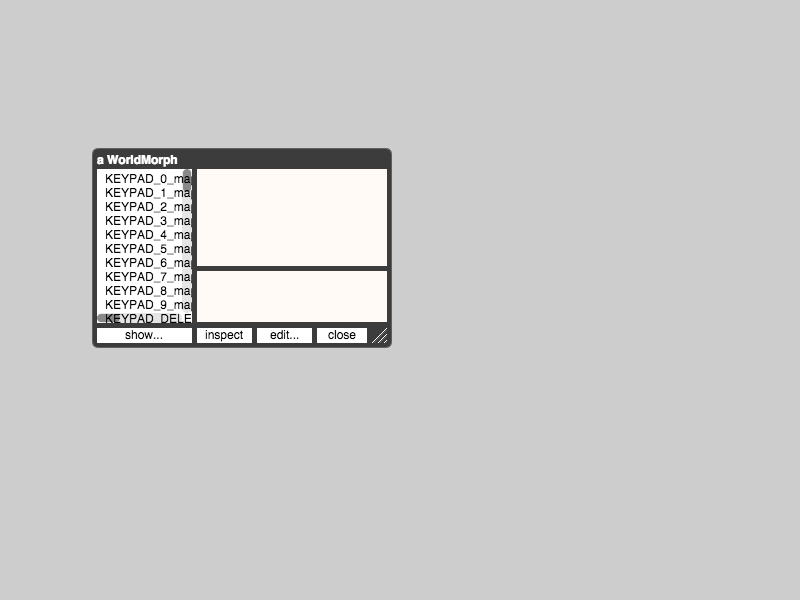 a WorldMorph
KEYPAD_0_ma
KEYPAD_1_ma
KEYPAD_2_ma
KEYPAD_3_ma
KEYPAD_4_ma
KEYPAD_5_ma
KEYPAD_6_ma
KEYPAD_7_ma
KEYPAD_8_ma
KEYPAD_9_ma
KEYPAD_DELE
show...
inspect
edit...
close